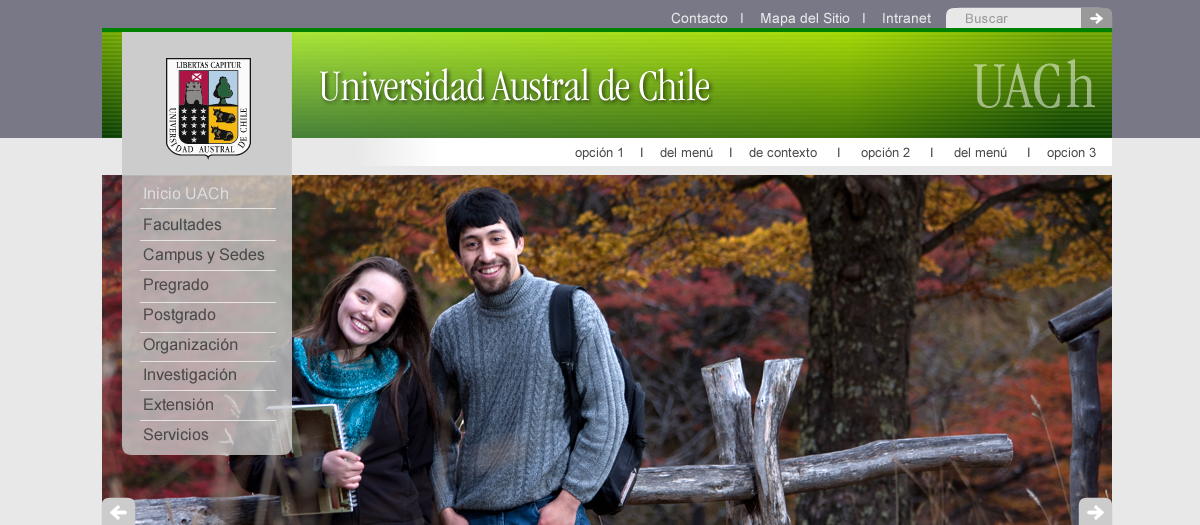 Contacto I Mapa del Sitio I Intranet Buscar
LIBERTAS CAPITUR
UNIVERSIDAD AUSTRAL DE CHILE
Universidad Austral de Chile
UACh
opción 1 I del menú I de contexto I opción 2 I del menú I opcion 3
Inicio UACh
Facultades
Campus y Sedes
Pregrado
Postgrado
Organización
Investigación
Extensión
Servicios